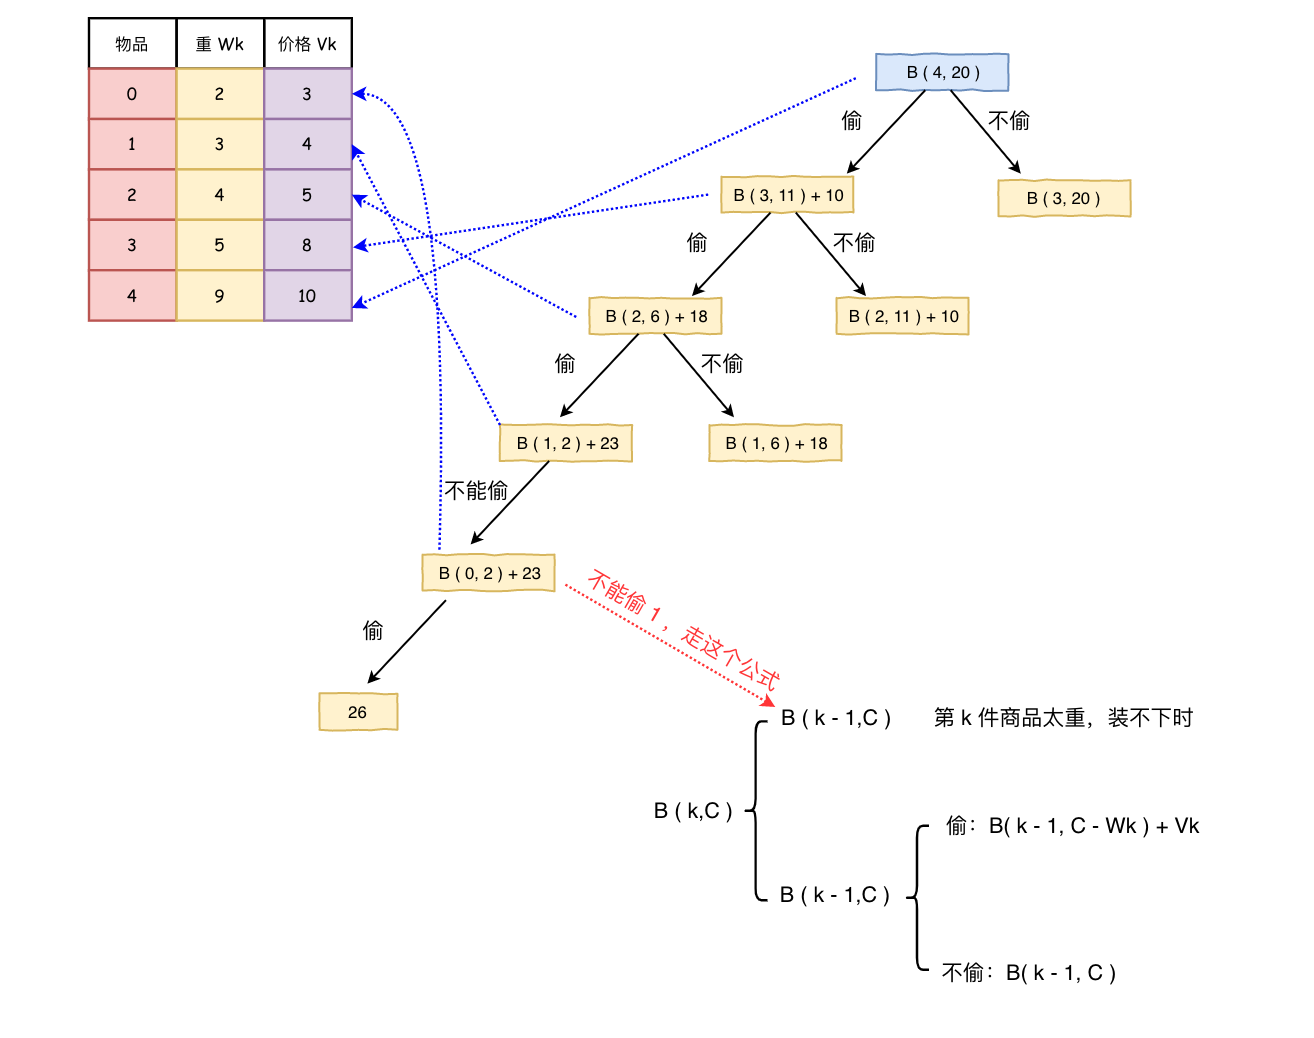 物品 重 Wk 价格 Vk
0 2 3
1 3 4
2 4 5
3 5 8
4 9 10
B ( 4, 20 )
偷 不偷
B ( 3, 11 ) + 10 B ( 3, 20 )
偷 不偷
B ( 2, 6 ) + 18 B ( 2, 11 ) + 10
偷 不偷
B ( 1, 2 ) + 23 B ( 1, 6 ) + 18
不能偷
B ( 0, 2 ) + 23
不能偷 1 ，走这个公式
偷
26
B ( k - 1,C ) 第 k 件商品太重，装不下时
B ( k,C )
偷：B( k - 1, C - Wk ) + Vk
B ( k - 1,C )
不偷：B( k - 1, C )